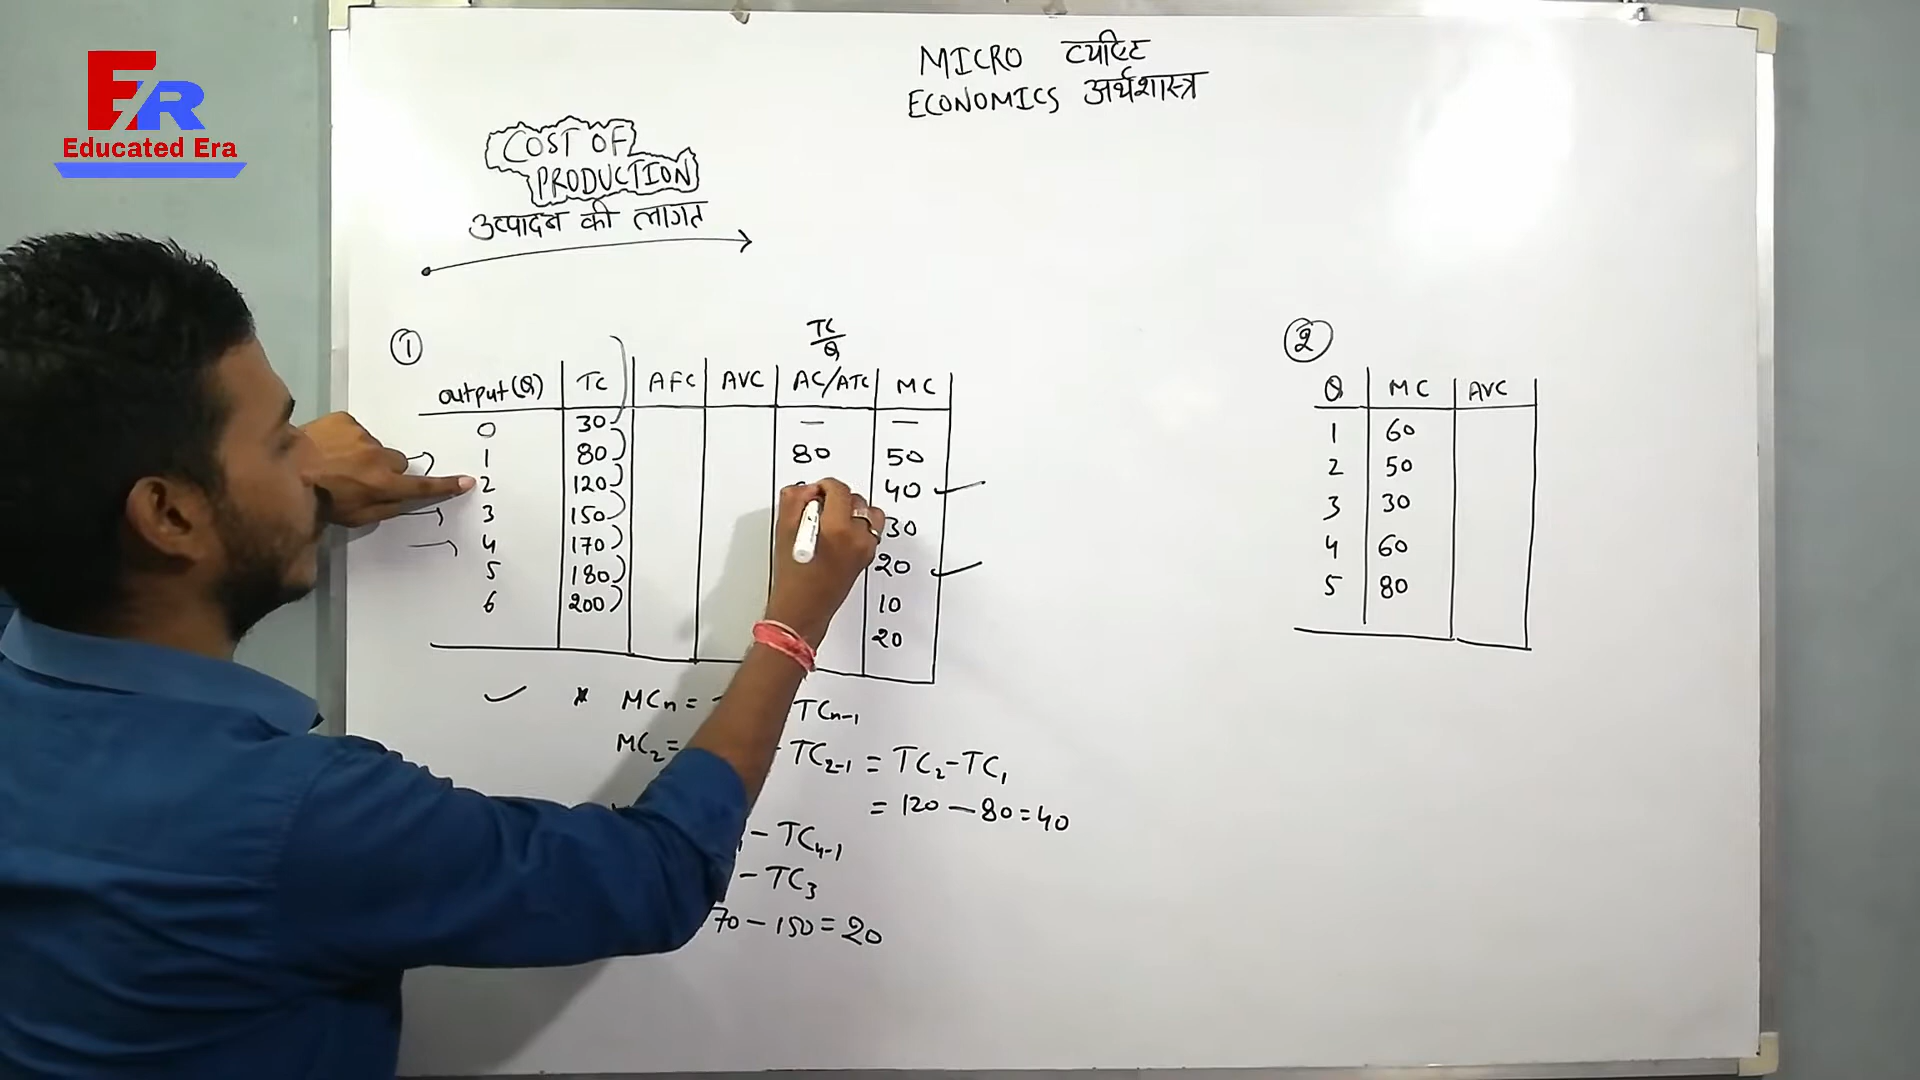 ER
Educated Era
MICRO व्यष्टि
ECONOMICS अर्थशास्त्र
COST OF
PRODUCTION
उत्पादन की लागत
1
TC
Q
output(Q) TC AFC AVC AC/ATC MC
0 30 — —
1 80 80 50
2 120 40
3 150 30
4 170 20
5 180 10
6 200 20
* MCn = TCn-1
MC2 = - TC2-1 = TC2-TC1
= 120 - 80 = 40
- TC4-1
- TC3
70 - 150 = 20
2
Q MC AVC
1 60
2 50
3 30
4 60
5 80